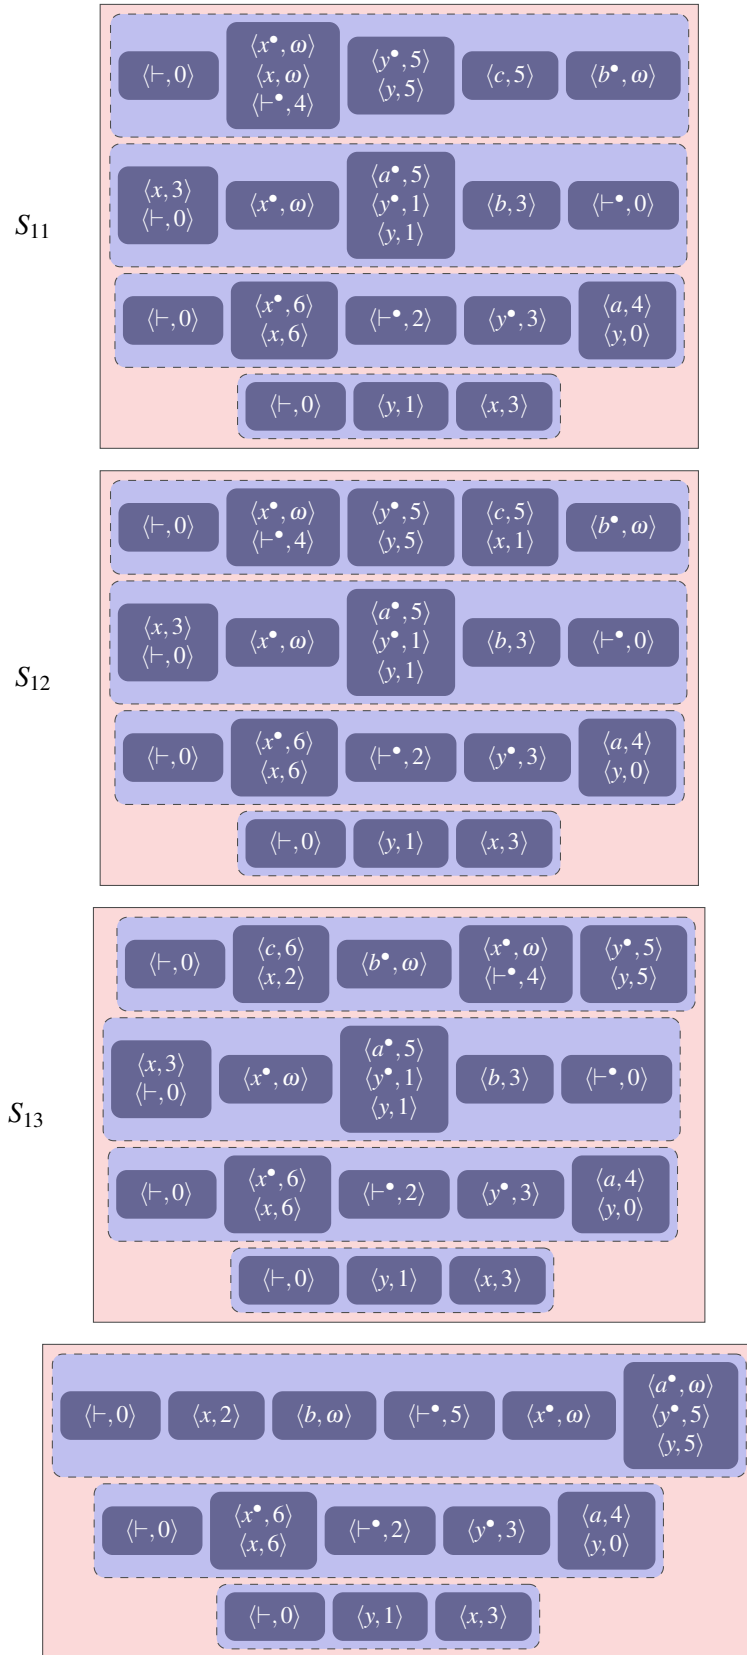 ⟨⊢, 0⟩ ⟨x•, ω⟩ ⟨y•, 5⟩ ⟨c, 5⟩ ⟨b•, ω⟩
⟨x, ω⟩ ⟨y, 5⟩
⟨⊢•, 4⟩
S₁₁
⟨x, 3⟩ ⟨x•, ω⟩ ⟨a•, 5⟩ ⟨b, 3⟩ ⟨⊢•, 0⟩
⟨⊢, 0⟩ ⟨y•, 1⟩
⟨y, 1⟩
⟨⊢, 0⟩ ⟨x•, 6⟩ ⟨⊢•, 2⟩ ⟨y•, 3⟩ ⟨a, 4⟩
⟨x, 6⟩ ⟨y, 0⟩
⟨⊢, 0⟩ ⟨y, 1⟩ ⟨x, 3⟩
⟨⊢, 0⟩ ⟨x•, ω⟩ ⟨y•, 5⟩ ⟨c, 5⟩ ⟨b•, ω⟩
⟨⊢•, 4⟩ ⟨y, 5⟩ ⟨x, 1⟩
S₁₂
⟨x, 3⟩ ⟨x•, ω⟩ ⟨a•, 5⟩ ⟨b, 3⟩ ⟨⊢•, 0⟩
⟨⊢, 0⟩ ⟨y•, 1⟩
⟨y, 1⟩
⟨⊢, 0⟩ ⟨x•, 6⟩ ⟨⊢•, 2⟩ ⟨y•, 3⟩ ⟨a, 4⟩
⟨x, 6⟩ ⟨y, 0⟩
⟨⊢, 0⟩ ⟨y, 1⟩ ⟨x, 3⟩
⟨⊢, 0⟩ ⟨c, 6⟩ ⟨b•, ω⟩ ⟨x•, ω⟩ ⟨y•, 5⟩
⟨x, 2⟩ ⟨⊢•, 4⟩ ⟨y, 5⟩
S₁₃
⟨x, 3⟩ ⟨x•, ω⟩ ⟨a•, 5⟩ ⟨b, 3⟩ ⟨⊢•, 0⟩
⟨⊢, 0⟩ ⟨y•, 1⟩
⟨y, 1⟩
⟨⊢, 0⟩ ⟨x•, 6⟩ ⟨⊢•, 2⟩ ⟨y•, 3⟩ ⟨a, 4⟩
⟨x, 6⟩ ⟨y, 0⟩
⟨⊢, 0⟩ ⟨y, 1⟩ ⟨x, 3⟩
⟨⊢, 0⟩ ⟨x, 2⟩ ⟨b, ω⟩ ⟨⊢•, 5⟩ ⟨x•, ω⟩ ⟨a•, ω⟩
⟨y•, 5⟩
⟨y, 5⟩
⟨⊢, 0⟩ ⟨x•, 6⟩ ⟨⊢•, 2⟩ ⟨y•, 3⟩ ⟨a, 4⟩
⟨x, 6⟩ ⟨y, 0⟩
⟨⊢, 0⟩ ⟨y, 1⟩ ⟨x, 3⟩